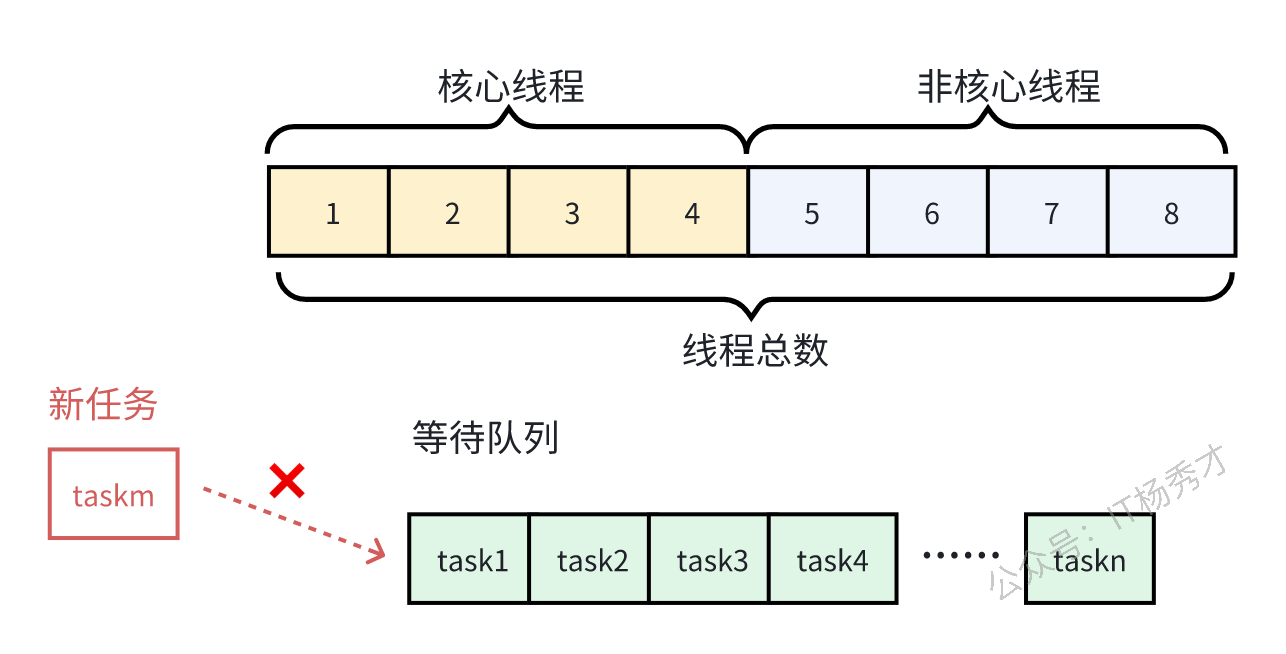 核心线程 非核心线程
1 2 3 4 5 6 7 8
线程总数
新任务
等待队列
taskm
task1 task2 task3 task4 ...... taskn
公众号：IT杨秀才